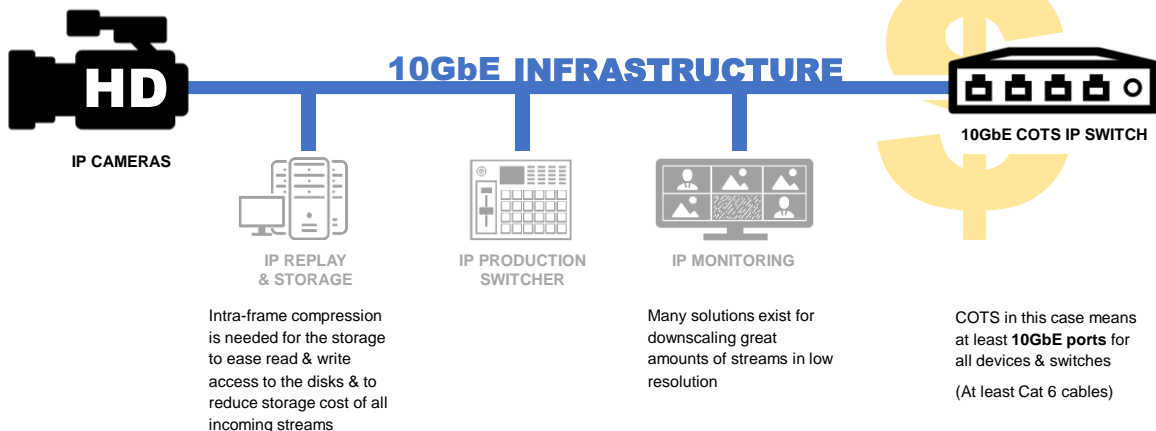 HD
10GbE INFRASTRUCTURE
$
IP CAMERAS
10GbE COTS IP SWITCH
IP REPLAY
& STORAGE
IP PRODUCTION
SWITCHER
IP MONITORING
Intra-frame compression
is needed for the storage
to ease read & write
access to the disks & to
reduce storage cost of all
incoming streams
Many solutions exist for
downscaling great
amounts of streams in low
resolution
COTS in this case means
at least 10GbE ports for
all devices & switches
(At least Cat 6 cables)